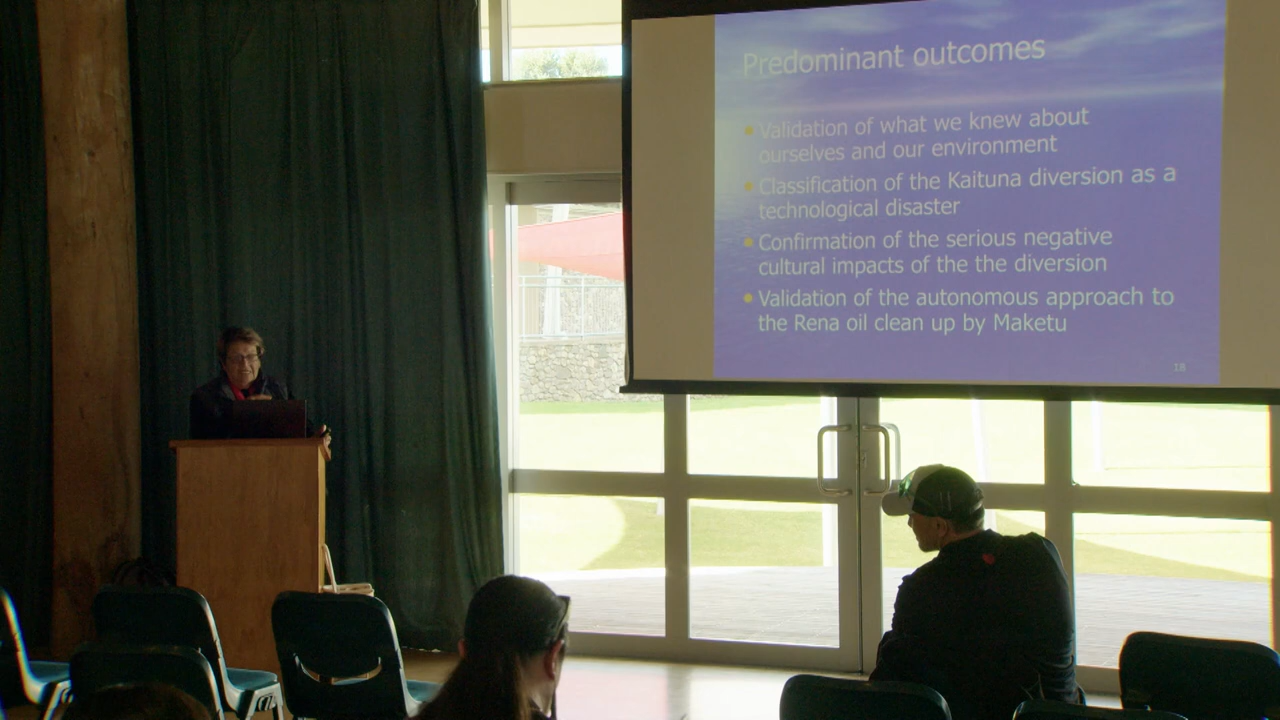 Predominant outcomes
Validation of what we knew about
ourselves and our environment
Classification of the Kaituna diversion as a
technological disaster
Confirmation of the serious negative
cultural impacts of the the diversion
Validation of the autonomous approach to
the Rena oil clean up by Maketu
18